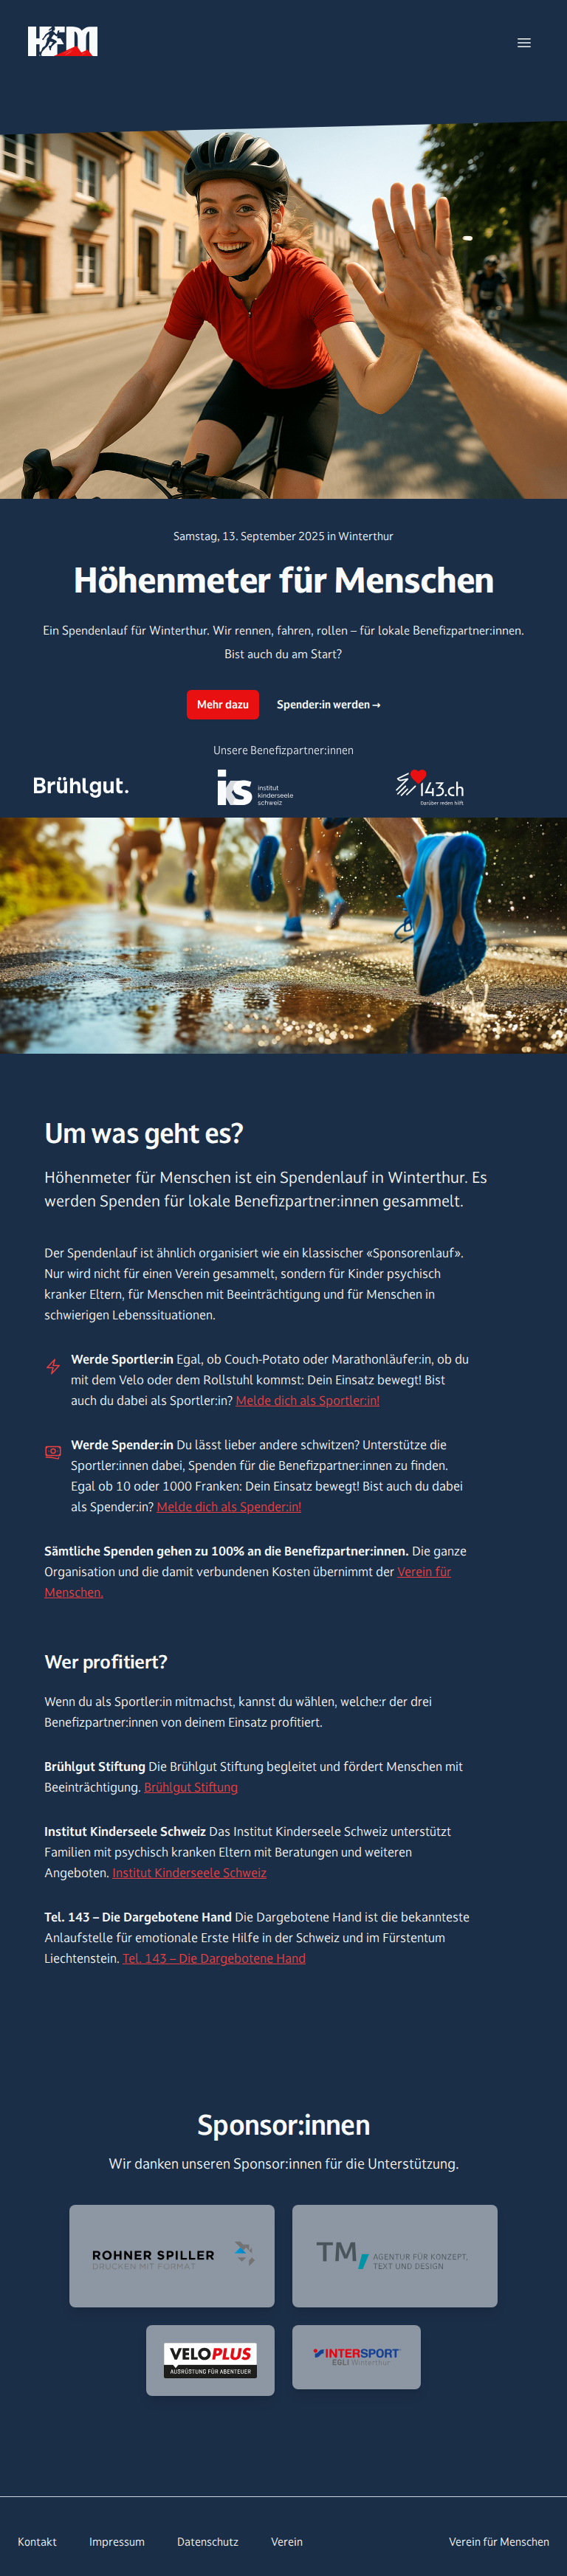 HFM
Samstag, 13. September 2025 in Winterthur
Höhenmeter für Menschen
Ein Spendenlauf für Winterthur. Wir rennen, fahren, rollen – für lokale Benefizpartner:innen.
Bist auch du am Start?
Mehr dazu
Spender:in werden →
Unsere Benefizpartner:innen
Brühlgut.
iks institut
kinderseele
schweiz
143.ch
Darüber reden hilft
Um was geht es?
Höhenmeter für Menschen ist ein Spendenlauf in Winterthur. Es
werden Spenden für lokale Benefizpartner:innen gesammelt.
Der Spendenlauf ist ähnlich organisiert wie ein klassischer «Sponsorenlauf».
Nur wird nicht für einen Verein gesammelt, sondern für Kinder psychisch
kranker Eltern, für Menschen mit Beeinträchtigung und für Menschen in
schwierigen Lebenssituationen.
Werde Sportler:in Egal, ob Couch-Potato oder Marathonläufer:in, ob du
mit dem Velo oder dem Rollstuhl kommst: Dein Einsatz bewegt! Bist
auch du dabei als Sportler:in? Melde dich als Sportler:in!
Werde Spender:in Du lässt lieber andere schwitzen? Unterstütze die
Sportler:innen dabei, Spenden für die Benefizpartner:innen zu finden.
Egal ob 10 oder 1000 Franken: Dein Einsatz bewegt! Bist auch du dabei
als Spender:in? Melde dich als Spender:in!
Sämtliche Spenden gehen zu 100% an die Benefizpartner:innen. Die ganze
Organisation und die damit verbundenen Kosten übernimmt der Verein für
Menschen.
Wer profitiert?
Wenn du als Sportler:in mitmachst, kannst du wählen, welche:r der drei
Benefizpartner:innen von deinem Einsatz profitiert.
Brühlgut Stiftung Die Brühlgut Stiftung begleitet und fördert Menschen mit
Beeinträchtigung. Brühlgut Stiftung
Institut Kinderseele Schweiz Das Institut Kinderseele Schweiz unterstützt
Familien mit psychisch kranken Eltern mit Beratungen und weiteren
Angeboten. Institut Kinderseele Schweiz
Tel. 143 – Die Dargebotene Hand Die Dargebotene Hand ist die bekannteste
Anlaufstelle für emotionale Erste Hilfe in der Schweiz und im Fürstentum
Liechtenstein. Tel. 143 – Die Dargebotene Hand
Sponsor:innen
Wir danken unseren Sponsor:innen für die Unterstützung.
ROHNER SPILLER
DRUCKEN MIT FORMAT
TM AGENTUR FÜR KONZEPT,
TEXT UND DESIGN
VELOPLUS
AUSRÜSTUNG FÜR ABENTEUER
INTERSPORT
EGLI Winterthur
Kontakt
Impressum
Datenschutz
Verein
Verein für Menschen